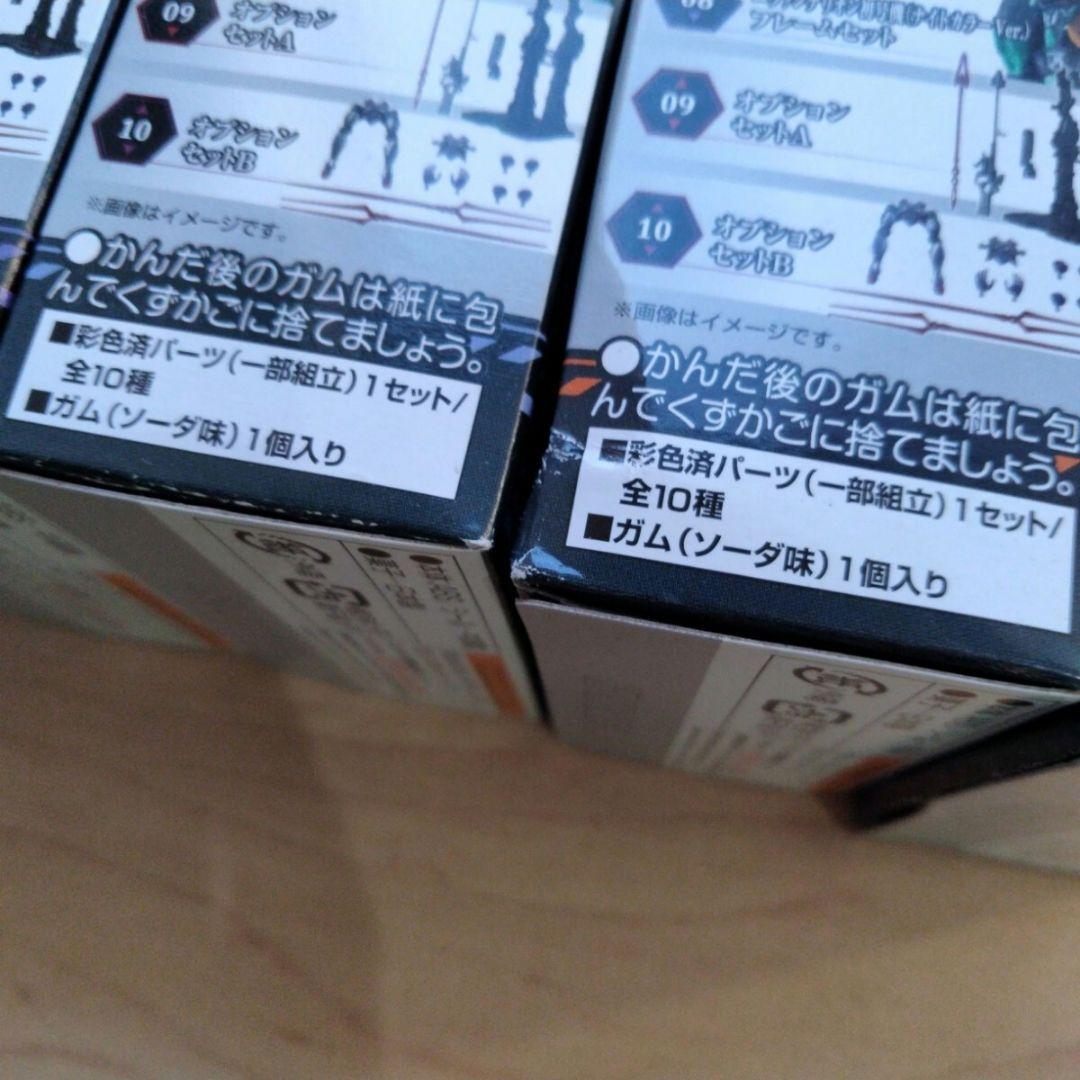 09 オプション
セットA
10 オプション
セットB
※画像はイメージです。
●かんだ後のガムは紙に包
んでくずかごに捨てましょう。
■彩色済パーツ(一部組立)1セット/
全10種
■ガム(ソーダ味)1個入り
08
フレームセット
09 オプション
セットA
10 オプション
セットB
※画像はイメージです。
●かんだ後のガムは紙に包
んでくずかごに捨てましょう。
■彩色済パーツ(一部組立)1セット/
全10種
■ガム(ソーダ味)1個入り